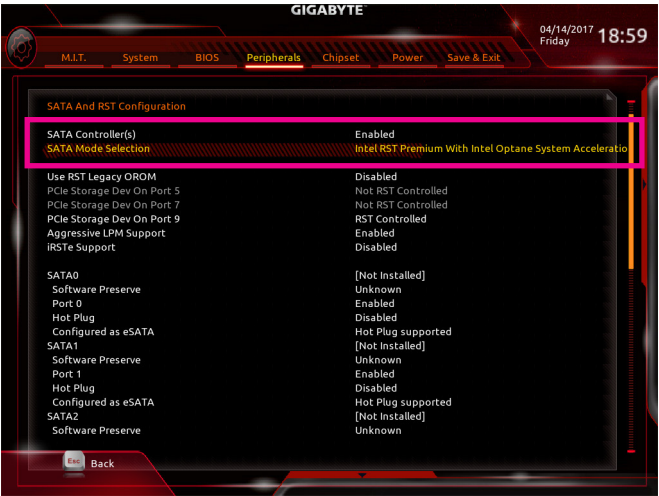 GIGABYTE™
04/14/2017 18:59
Friday
M.I.T. System BIOS Peripherals Chipset Power Save & Exit
SATA And RST Configuration
SATA Controller(s) Enabled
SATA Mode Selection Intel RST Premium With Intel Optane System Acceleratio
Use RST Legacy OROM Disabled
PCIe Storage Dev On Port 5 Not RST Controlled
PCIe Storage Dev On Port 7 Not RST Controlled
PCIe Storage Dev On Port 9 RST Controlled
Aggressive LPM Support Enabled
iRSTe Support Disabled
SATA0 [Not Installed]
Software Preserve Unknown
Port 0 Enabled
Hot Plug Disabled
Configured as eSATA Hot Plug supported
SATA1 [Not Installed]
Software Preserve Unknown
Port 1 Enabled
Hot Plug Disabled
Configured as eSATA Hot Plug supported
SATA2 [Not Installed]
Software Preserve Unknown
Esc Back